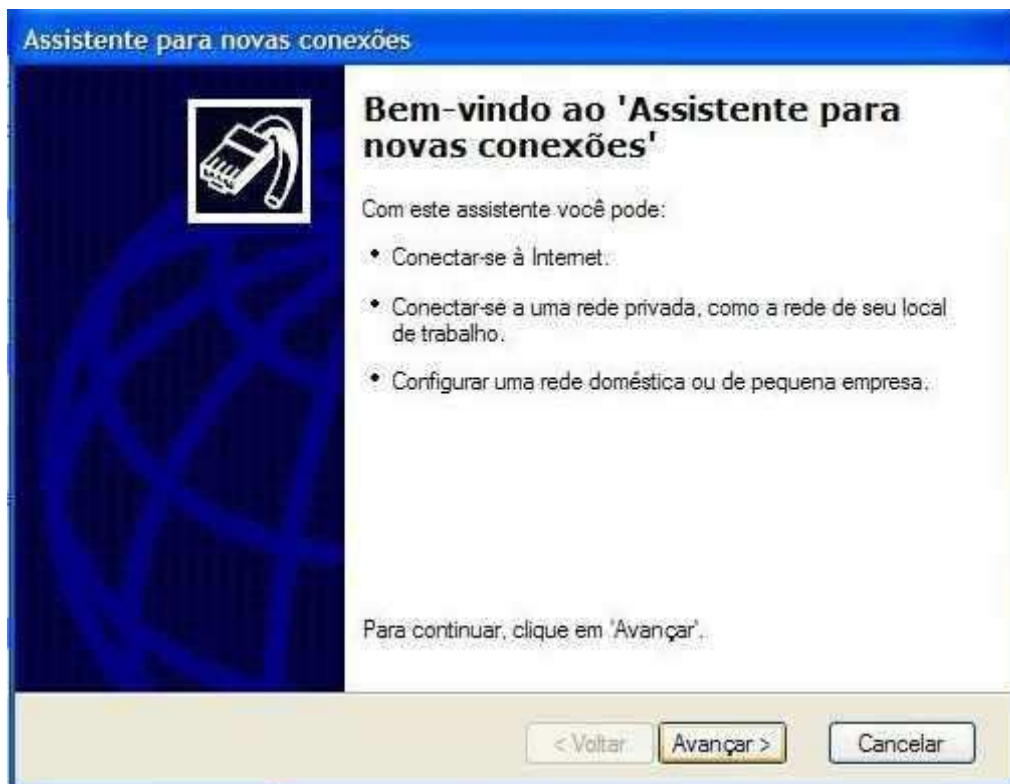 Assistente para novas conexões
Bem-vindo ao 'Assistente para
novas conexões'
Com este assistente você pode:
• Conectar-se à Internet.
• Conectar-se a uma rede privada, como a rede de seu local
de trabalho.
• Configurar uma rede doméstica ou de pequena empresa.
Para continuar, clique em 'Avançar'.
< Voltar Avançar > Cancelar